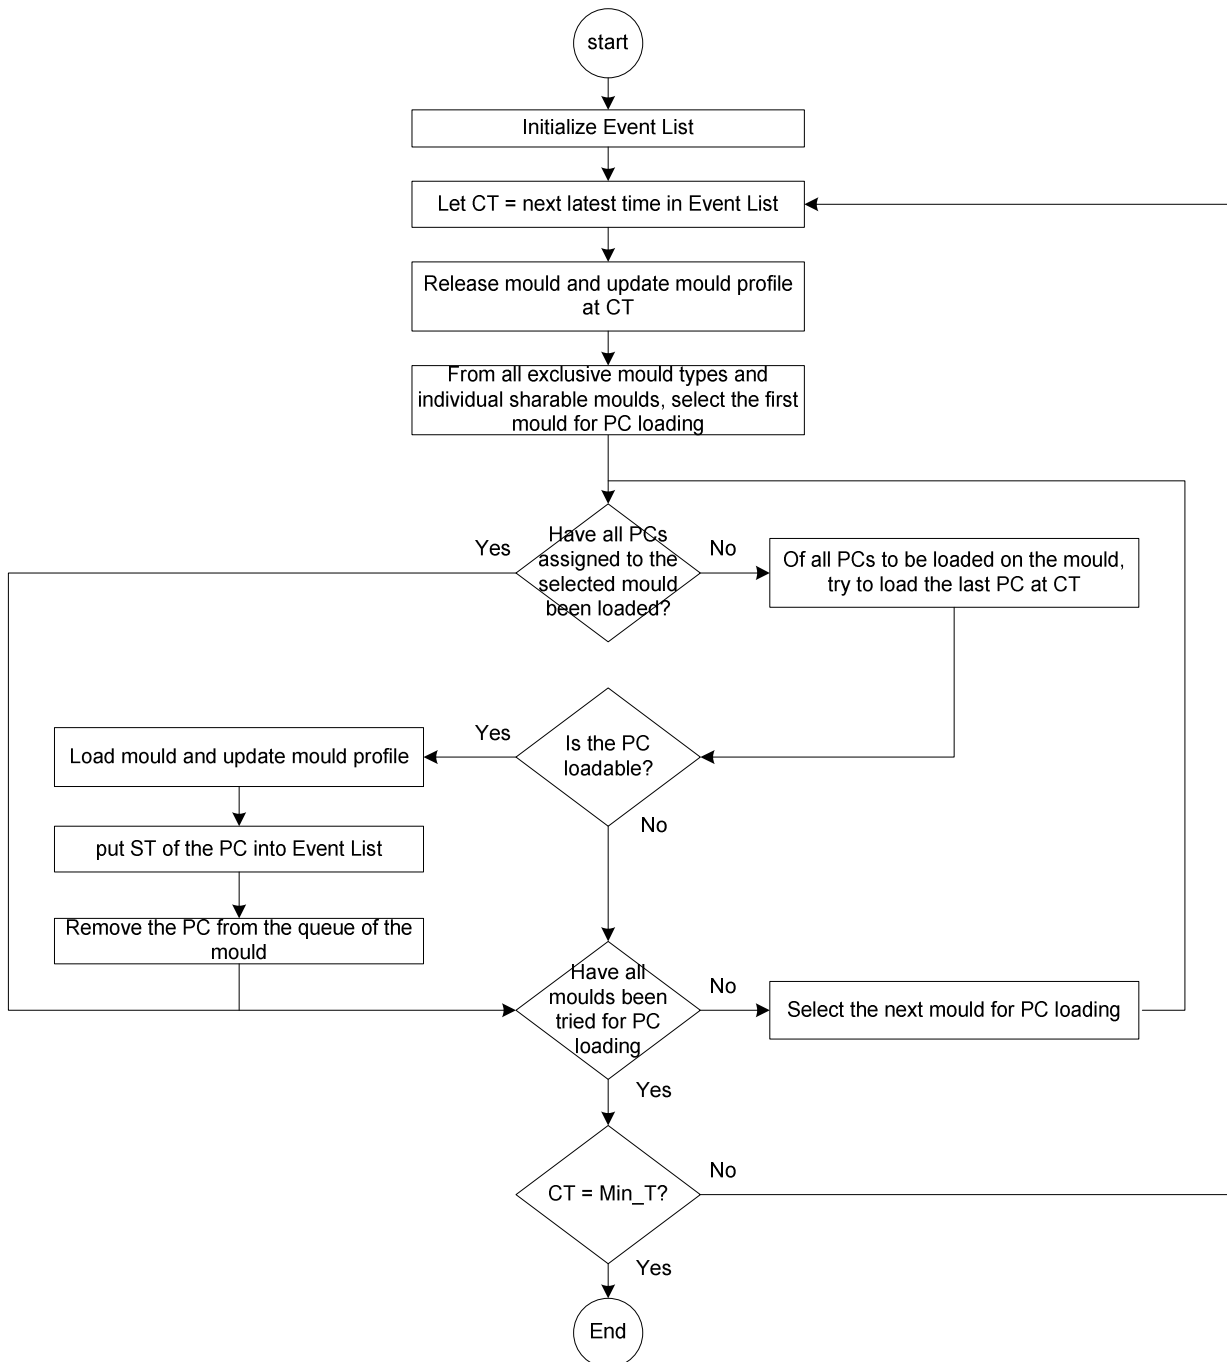 start
Initialize Event List
Let CT = next latest time in Event List
Release mould and update mould profile
at CT
From all exclusive mould types and
individual sharable moulds, select the first
mould for PC loading
Have all PCs
assigned to the
selected mould
been loaded?
Yes
No
Of all PCs to be loaded on the mould,
try to load the last PC at CT
Is the PC
loadable?
Yes
No
Load mould and update mould profile
put ST of the PC into Event List
Remove the PC from the queue of the
mould
Have all
moulds been
tried for PC
loading
No
Select the next mould for PC loading
Yes
CT = Min_T?
No
Yes
End